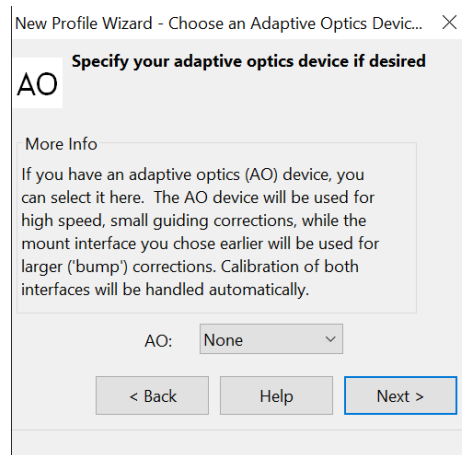 New Profile Wizard - Choose an Adaptive Optics Devic...
Specify your adaptive optics device if desired
AO
More Info
If you have an adaptive optics (AO) device, you
can select it here.  The AO device will be used for
high speed, small guiding corrections, while the
mount interface you chose earlier will be used for
larger ('bump') corrections. Calibration of both
interfaces will be handled automatically.
AO: None
< Back Help Next >